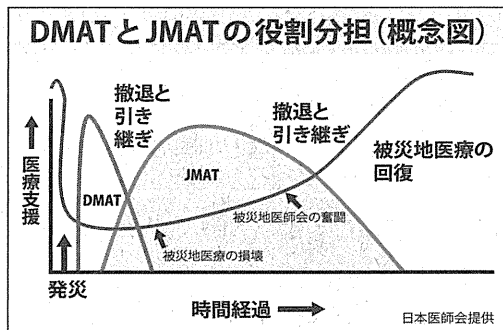 DMATとJMATの役割分担(概念図)
撤退と
引き
継ぎ
撤退と
引き継ぎ
被災地医療の
回復
医療支援
DMAT
JMAT
被災地医師会の奮闘
被災地医療の損壊
発災
時間経過
日本医師会提供